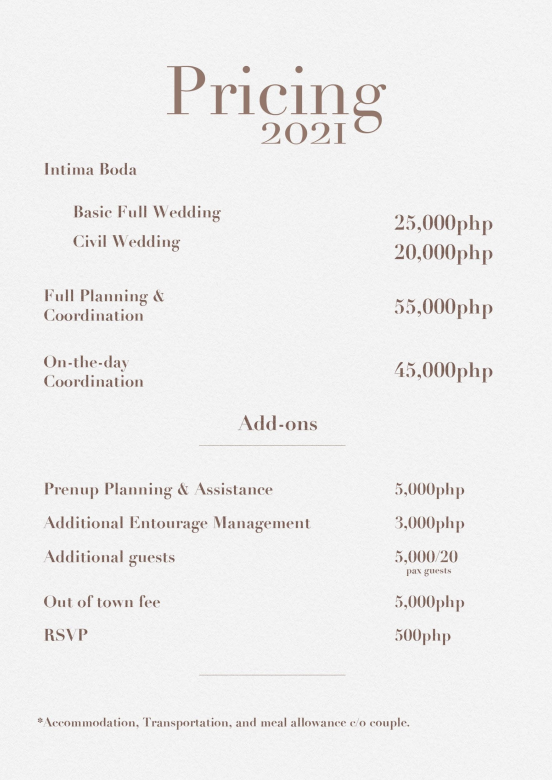 Pricing
2021
Intima Boda
Basic Full Wedding 25,000php
Civil Wedding 20,000php
Full Planning &
Coordination 55,000php
On-the-day
Coordination 45,000php
Add-ons
Prenup Planning & Assistance 5,000php
Additional Entourage Management 3,000php
Additional guests 5,000/20
pax guests
Out of town fee 5,000php
RSVP 500php
*Accommodation, Transportation, and meal allowance c/o couple.